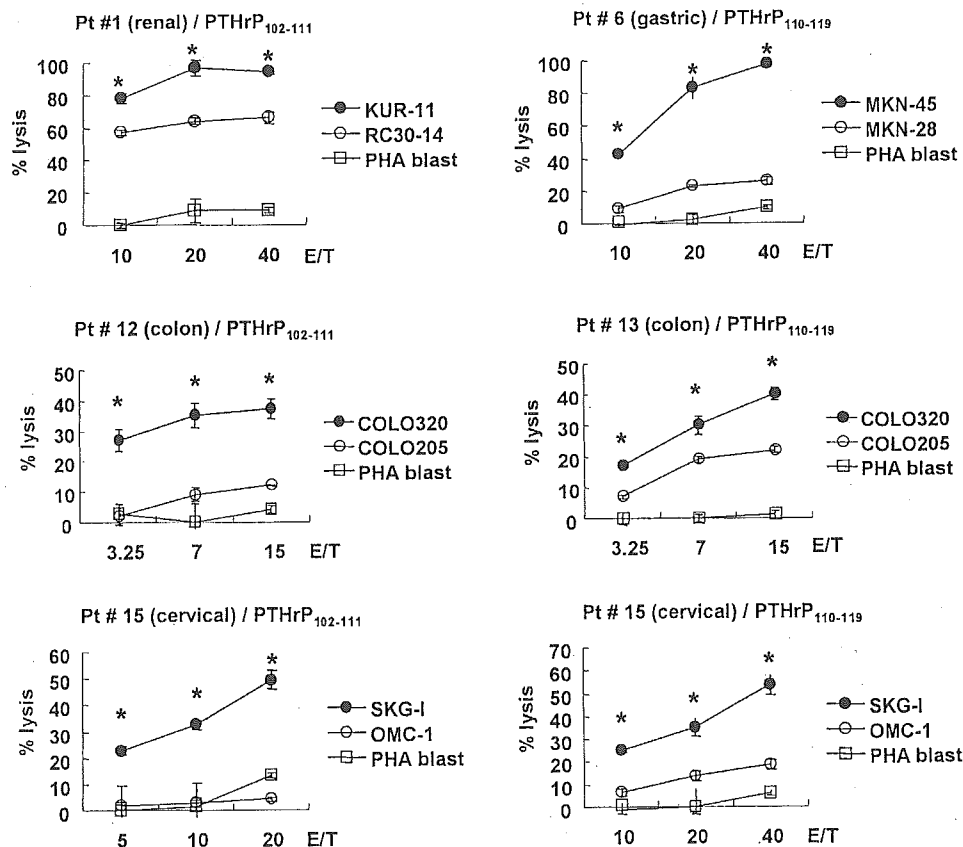 Pt #1 (renal) / PTHrP102-111
*
*
*
100
80
60
40
20
0
% lysis
KUR-11
RC30-14
PHA blast
10 20 40 E/T
Pt # 6 (gastric) / PTHrP110-119
*
*
*
100
80
60
40
20
0
% lysis
MKN-45
MKN-28
PHA blast
10 20 40 E/T
Pt # 12 (colon) / PTHrP102-111
*
*
*
50
40
30
20
10
0
% lysis
COLO320
COLO205
PHA blast
3.25 7 15 E/T
Pt # 13 (colon) / PTHrP110-119
*
*
*
50
40
30
20
10
0
% lysis
COLO320
COLO205
PHA blast
3.25 7 15 E/T
Pt # 15 (cervical) / PTHrP102-111
*
*
*
60
50
40
30
20
10
0
% lysis
SKG-I
OMC-1
PHA blast
5 10 20 E/T
Pt # 15 (cervical) / PTHrP110-119
*
*
*
70
60
50
40
30
20
10
0
% lysis
SKG-I
OMC-1
PHA blast
10 20 40 E/T